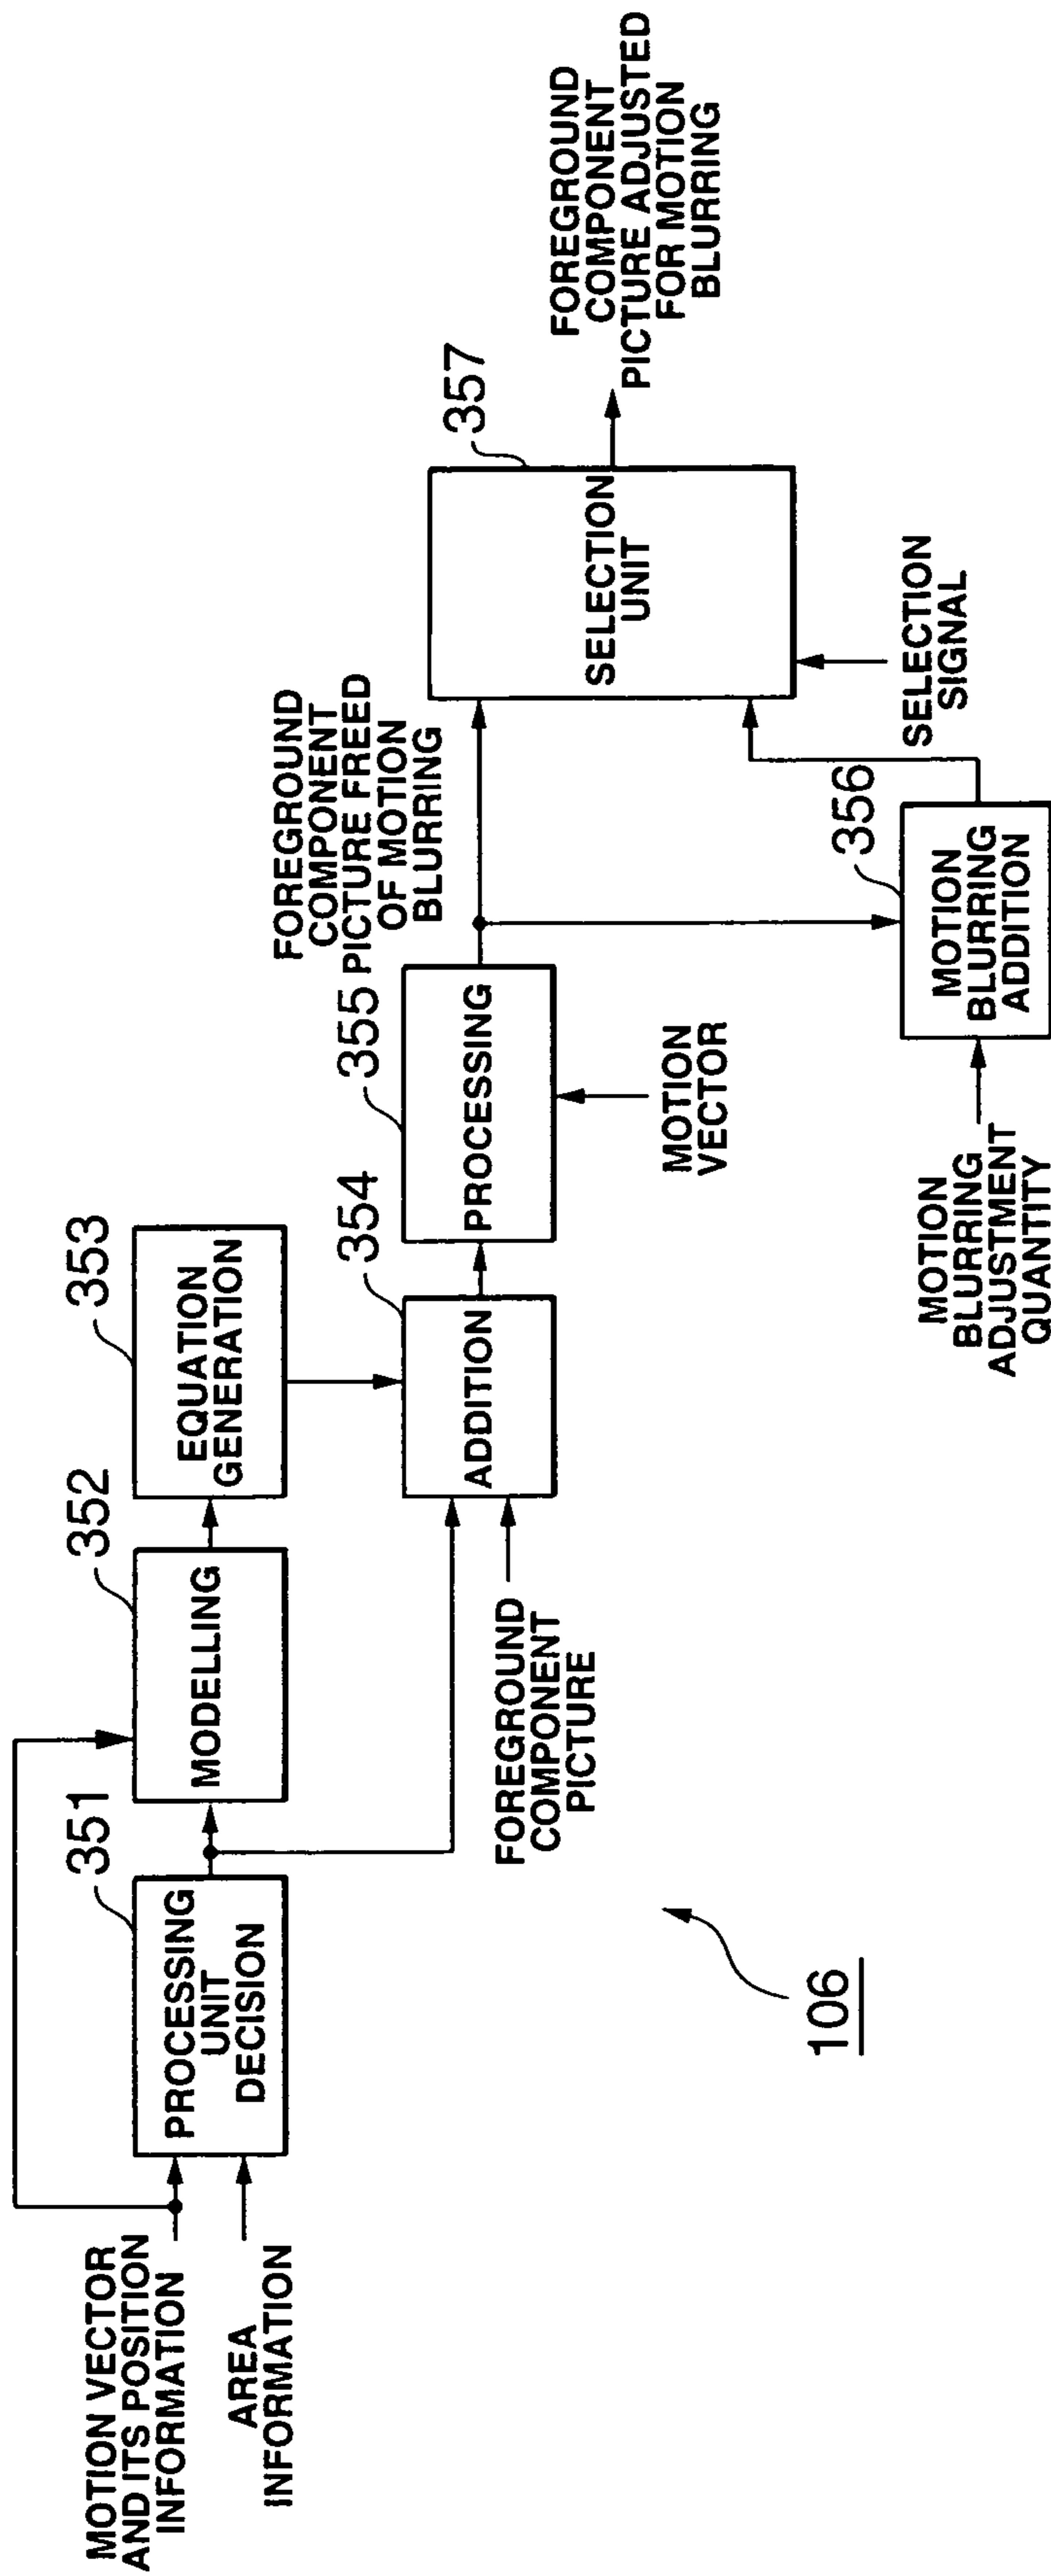 MOTION VECTOR
AND ITS POSITION
INFORMATION
AREA
INFORMATION
351
PROCESSING
UNIT
DECISION
352
MODELLING
353
EQUATION
GENERATION
FOREGROUND
COMPONENT
PICTURE
354
ADDITION
355
PROCESSING
MOTION
VECTOR
FOREGROUND
COMPONENT
PICTURE FREED
OF MOTION
BLURRING
MOTION
BLURRING
ADJUSTMENT
QUANTITY
356
MOTION
BLURRING
ADDITION
SELECTION
SIGNAL
357
SELECTION
UNIT
FOREGROUND
COMPONENT
PICTURE ADJUSTED
FOR MOTION
BLURRING
106